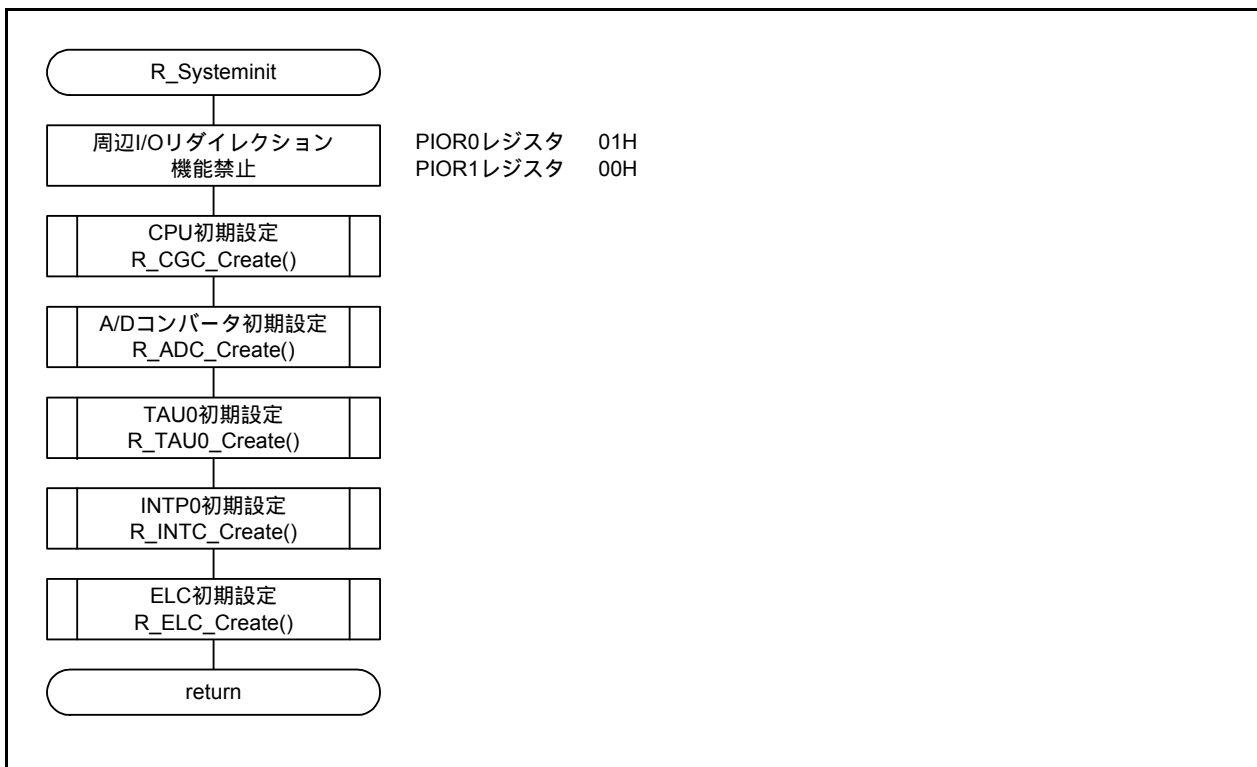 R_Systeminit
周辺I/Oリダイレクション
機能禁止
PIOR0レジスタ 01H
PIOR1レジスタ 00H
CPU初期設定
R_CGC_Create()
A/Dコンバータ初期設定
R_ADC_Create()
TAU0初期設定
R_TAU0_Create()
INTP0初期設定
R_INTC_Create()
ELC初期設定
R_ELC_Create()
return